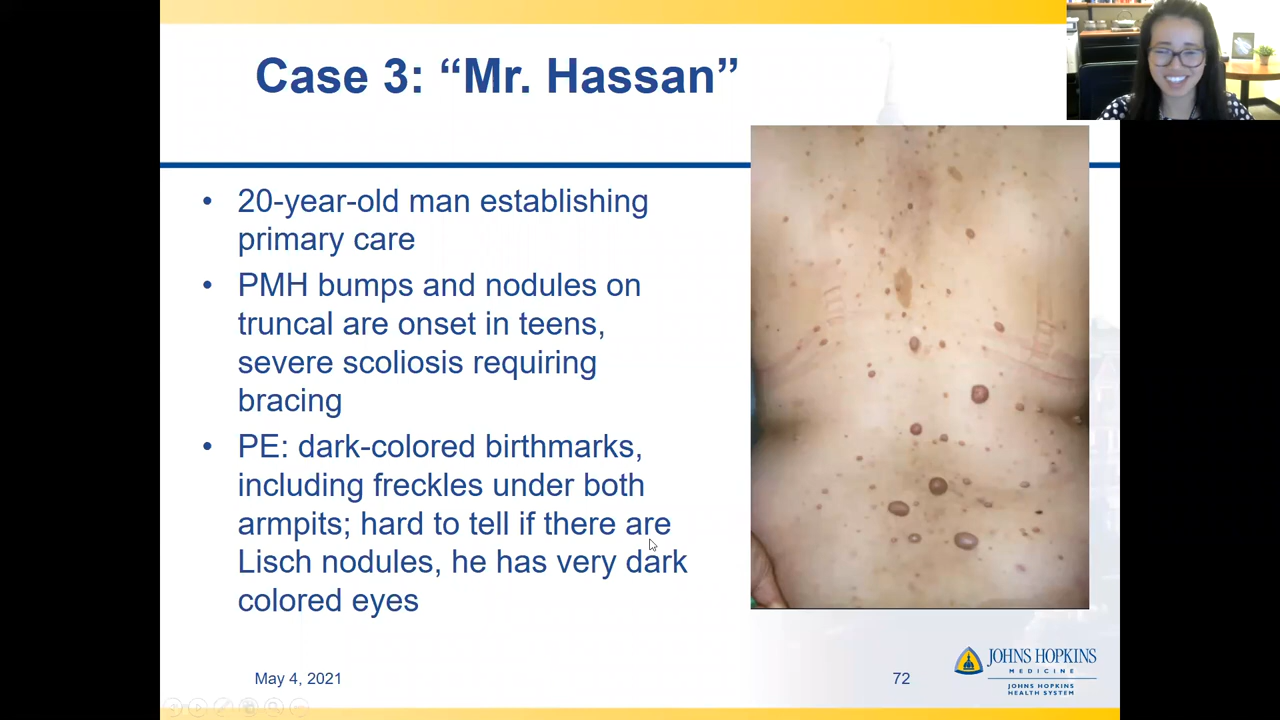 Case 3: “Mr. Hassan”
• 20-year-old man establishing
primary care
• PMH bumps and nodules on
truncal are onset in teens,
severe scoliosis requiring
bracing
• PE: dark-colored birthmarks,
including freckles under both
armpits; hard to tell if there are
Lisch nodules, he has very dark
colored eyes
May 4, 2021
72
JOHNS HOPKINS
MEDICINE
JOHNS HOPKINS
HEALTH SYSTEM